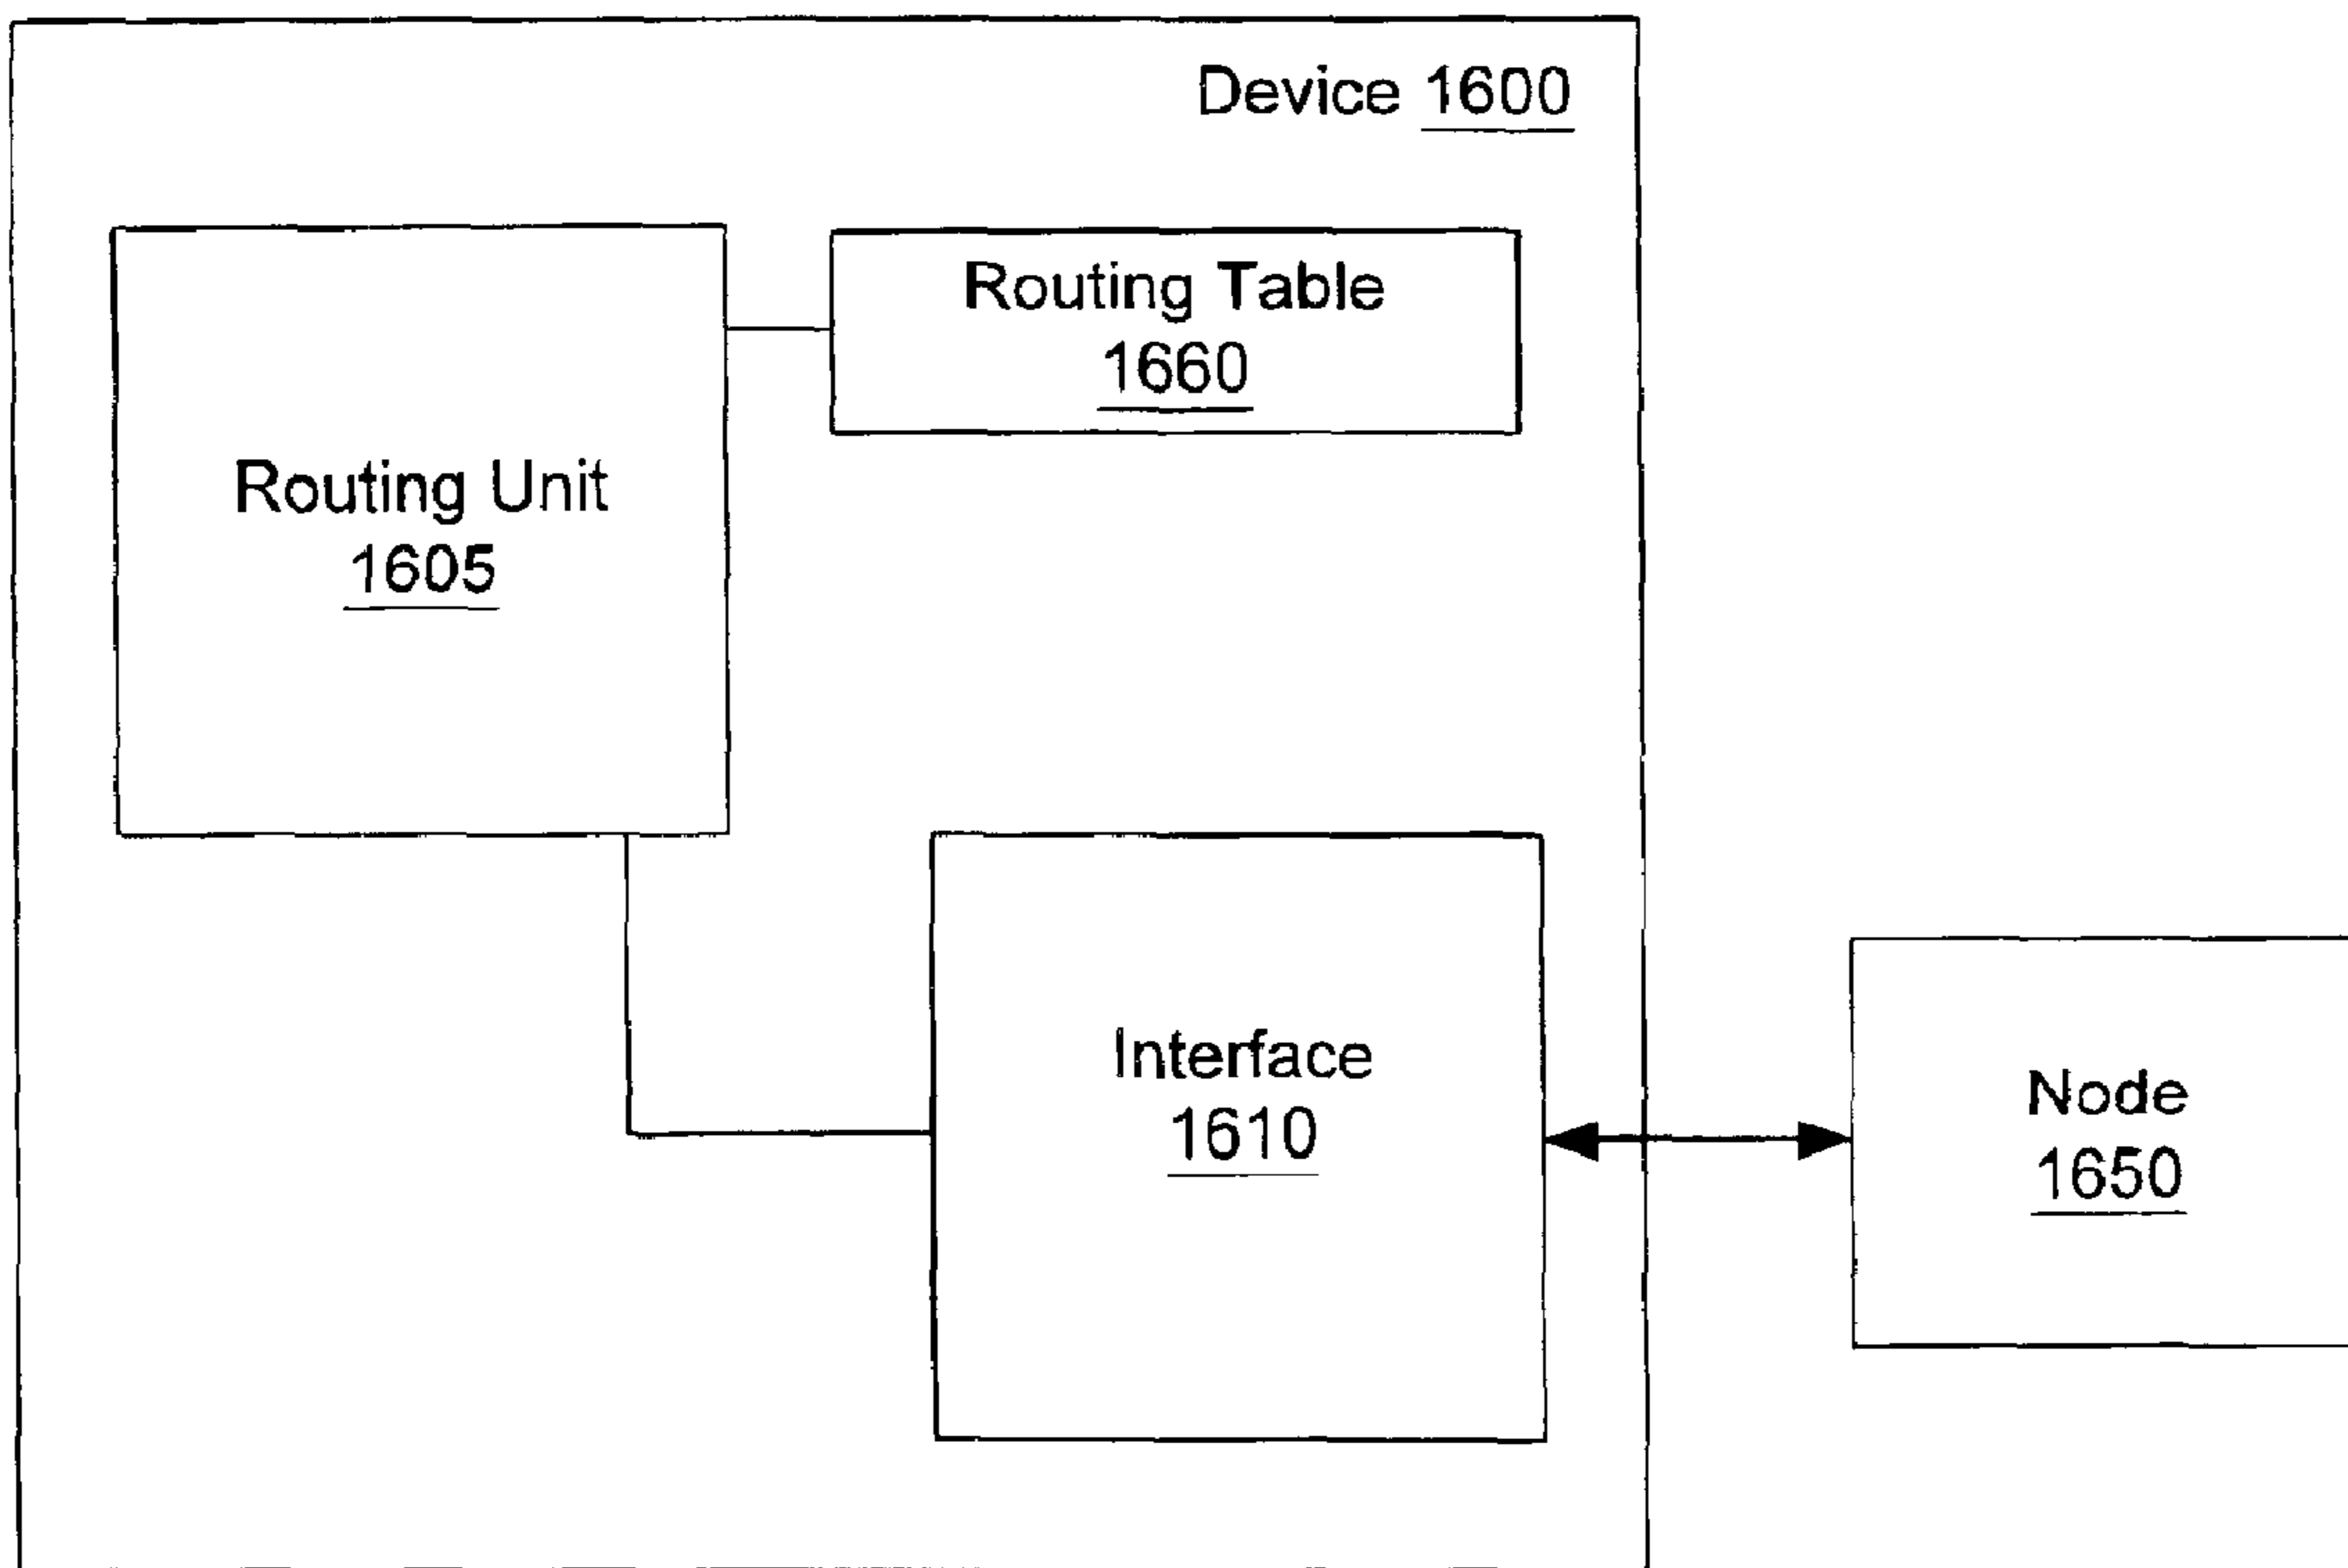 Device 1600
Routing Table
1660
Routing Unit
1605
Interface
1610
Node
1650